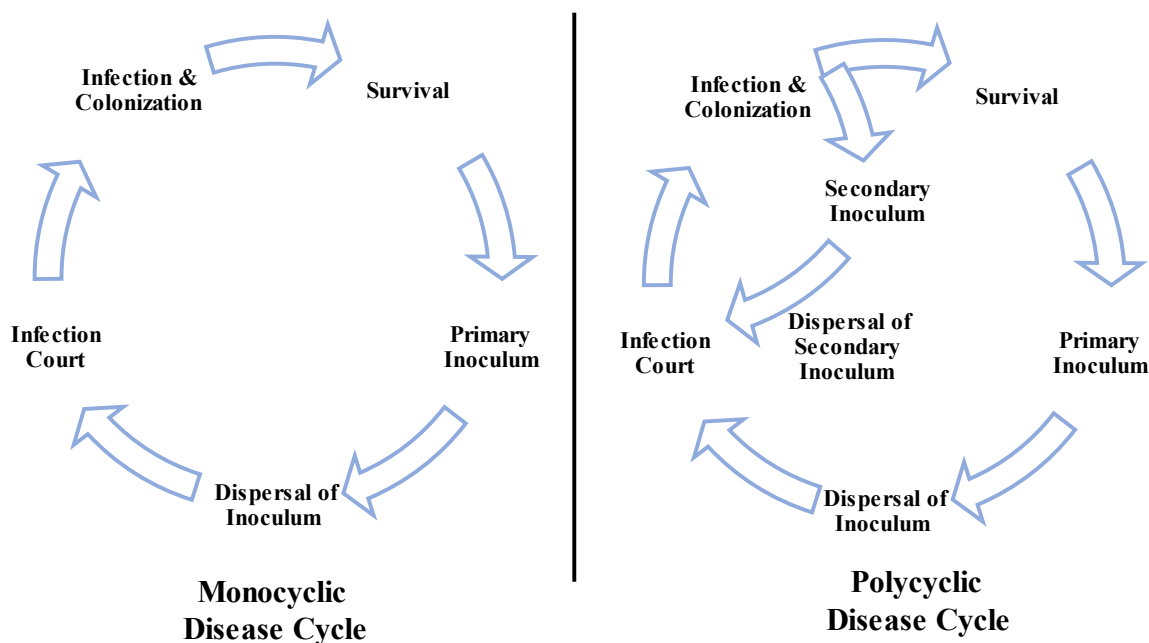 Infection &
Colonization
Survival
Infection
Court
Primary
Inoculum
Dispersal of
Inoculum
Monocyclic
Disease Cycle
Infection &
Colonization
Survival
Secondary
Inoculum
Infection
Court
Dispersal of
Secondary
Inoculum
Primary
Inoculum
Dispersal of
Inoculum
Polycyclic
Disease Cycle